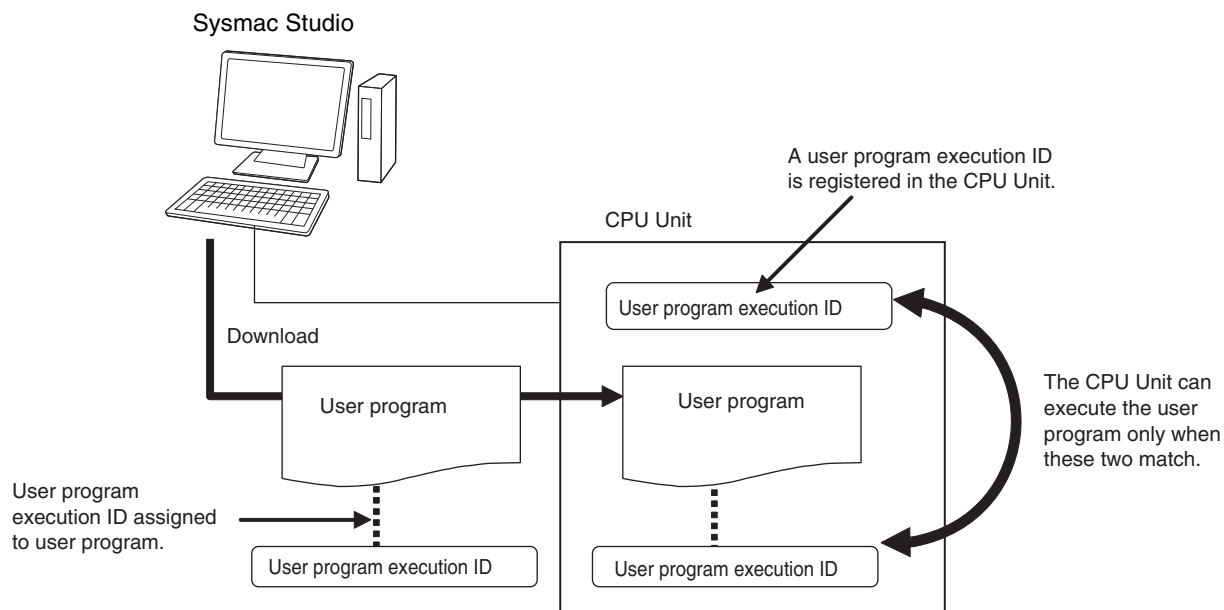 Sysmac Studio
A user program execution ID
is registered in the CPU Unit.
CPU Unit
User program execution ID
Download
User program
User program
The CPU Unit can
execute the user
program only when
these two match.
User program
execution ID assigned
to user program.
User program execution ID
User program execution ID